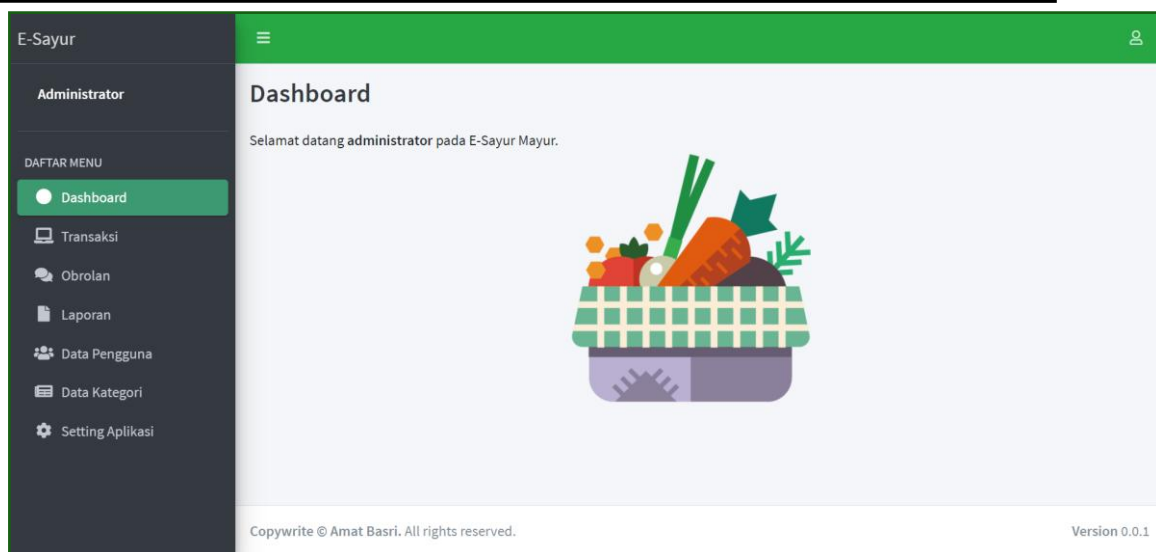 E-Sayur
Administrator
DAFTAR MENU
Dashboard
Transaksi
Obrolan
Laporan
Data Pengguna
Data Kategori
Setting Aplikasi
Dashboard
Selamat datang administrator pada E-Sayur Mayur.
Copywrite © Amat Basri. All rights reserved.
Version 0.0.1